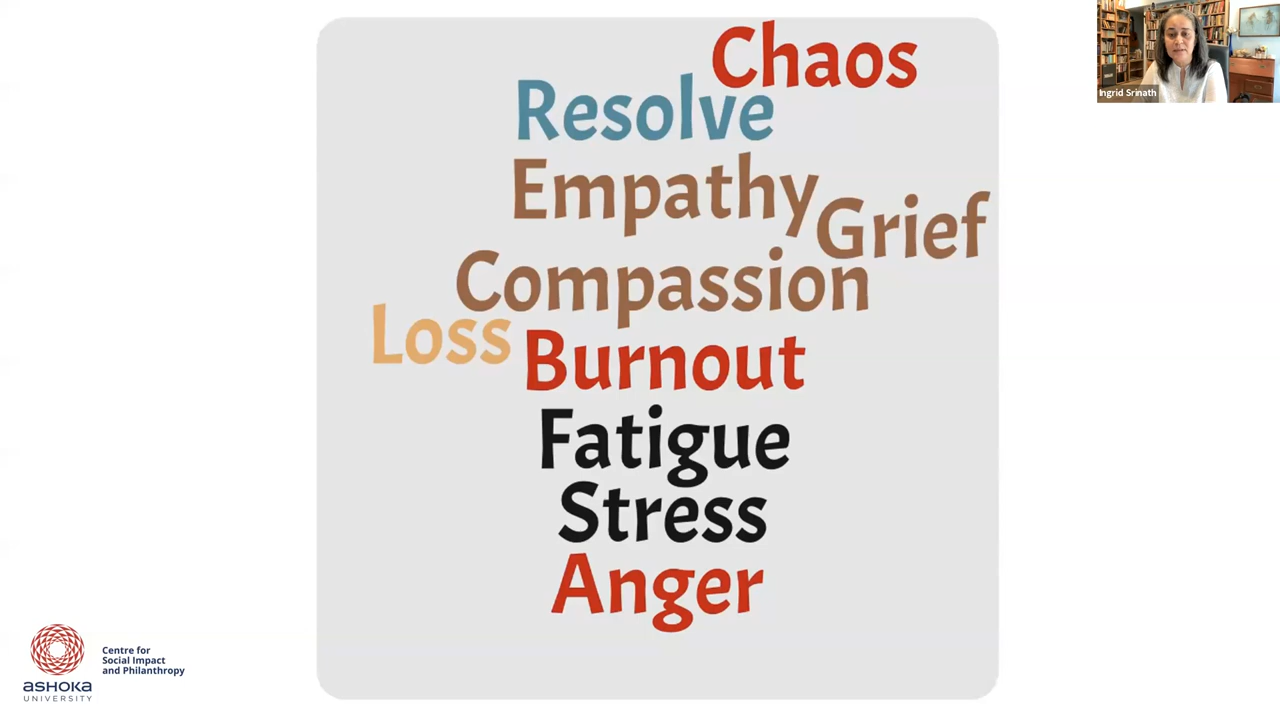 Chaos
Resolve
Empathy
Grief
Compassion
Loss
Burnout
Fatigue
Stress
Anger
Ingrid Srinath
Centre for
Social Impact
and Philanthropy
ASHOKA
UNIVERSITY